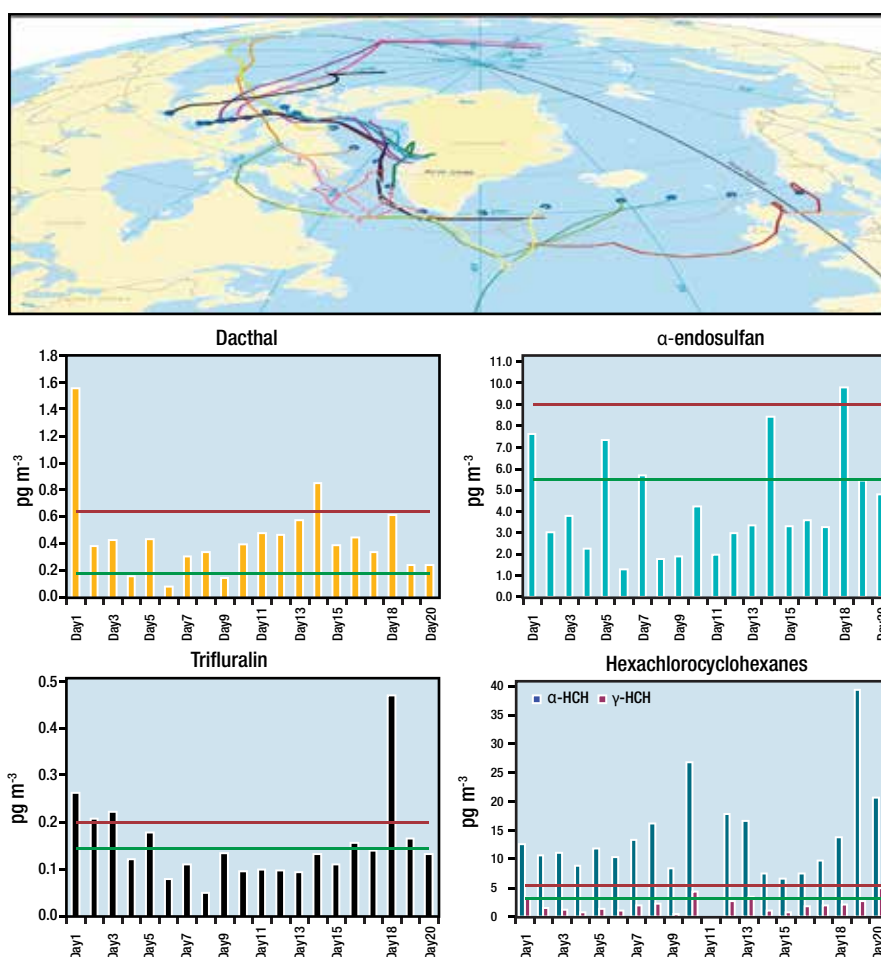 Dacthal
1.8
1.6
1.4
1.2
1.0
0.8
0.6
0.4
0.2
0.0
pg m-3
Day1
Day3
Day5
Day7
Day9
Day11
Day13
Day15
Day18
Day20
α-endosulfan
11.0
10.0
9.0
8.0
7.0
6.0
5.0
4.0
3.0
2.0
1.0
0.0
pg m-3
Day1
Day3
Day5
Day7
Day9
Day11
Day13
Day15
Day18
Trifluralin
0.5
0.4
0.3
0.2
0.1
0.0
pg m-3
Day1
Day3
Day5
Day7
Day9
Day11
Day13
Day15
Day18
Day20
Hexachlorocyclohexanes
α-HCH γ-HCH
40
35
30
25
20
15
10
5
0
pg m-3
Day1
Day3
Day5
Day7
Day9
Day11
Day13
Day15
Day18
Day20